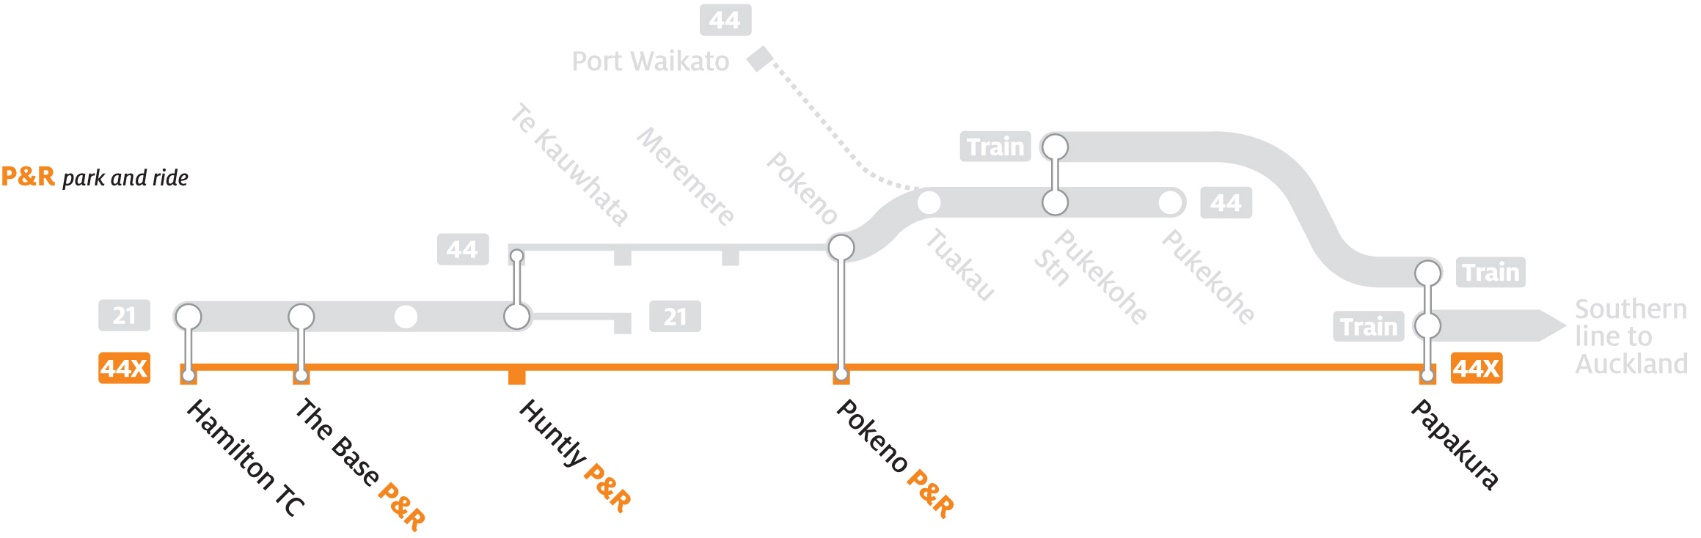 44
Port Waikato
Te Kauwhata
Meremere
Pokeno
Train
44
P&R park and ride
Tuakau
Pukekohe
Stn
Pukekohe
44
Train
21
21
Train
Southern
line to
Auckland
44X
44X
Hamilton TC
The Base P&R
Huntly P&R
Pokeno P&R
Papakura